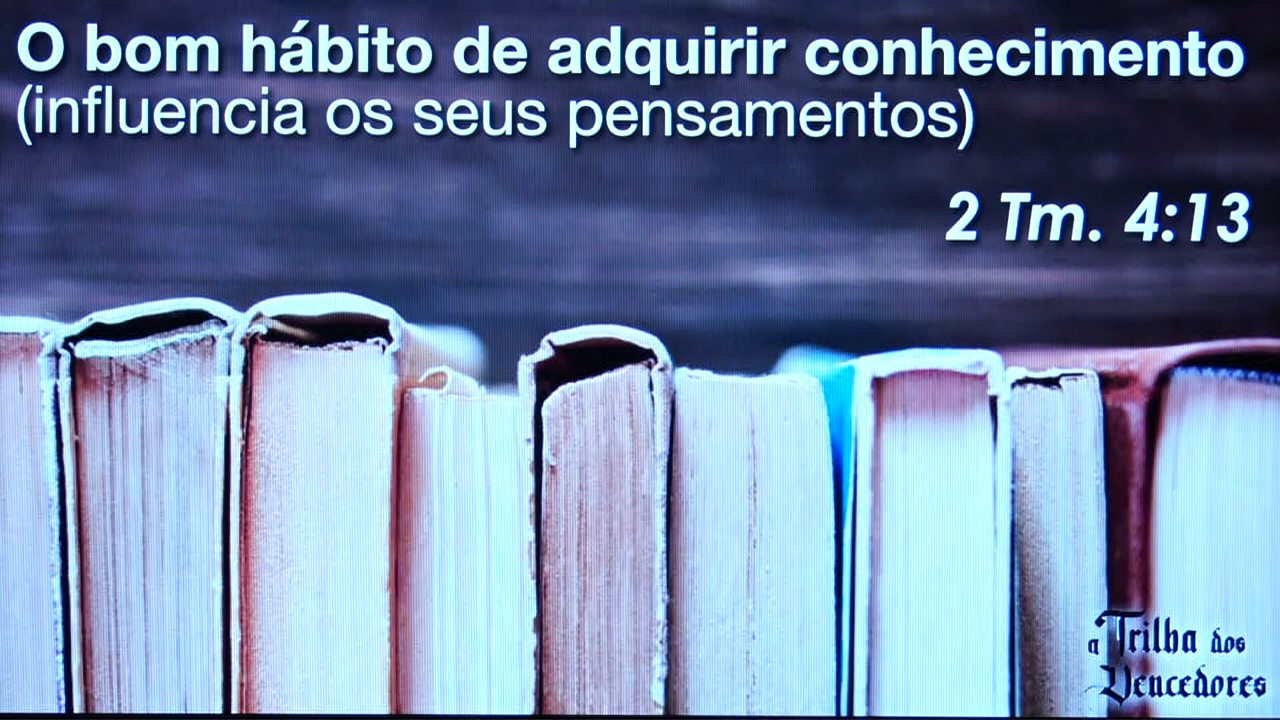 O bom hábito de adquirir conhecimento
(influencia os seus pensamentos)
2 Tm. 4:13
a Trilha dos
Vencedores